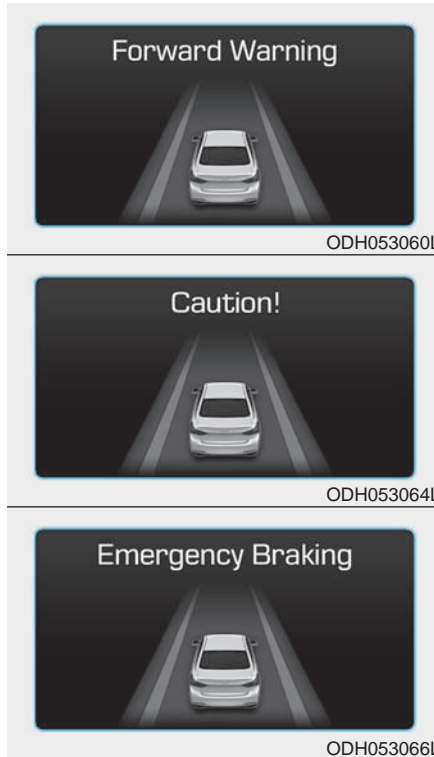 Forward Warning
ODH053060L
Caution!
ODH053064L
Emergency Braking
ODH053066L